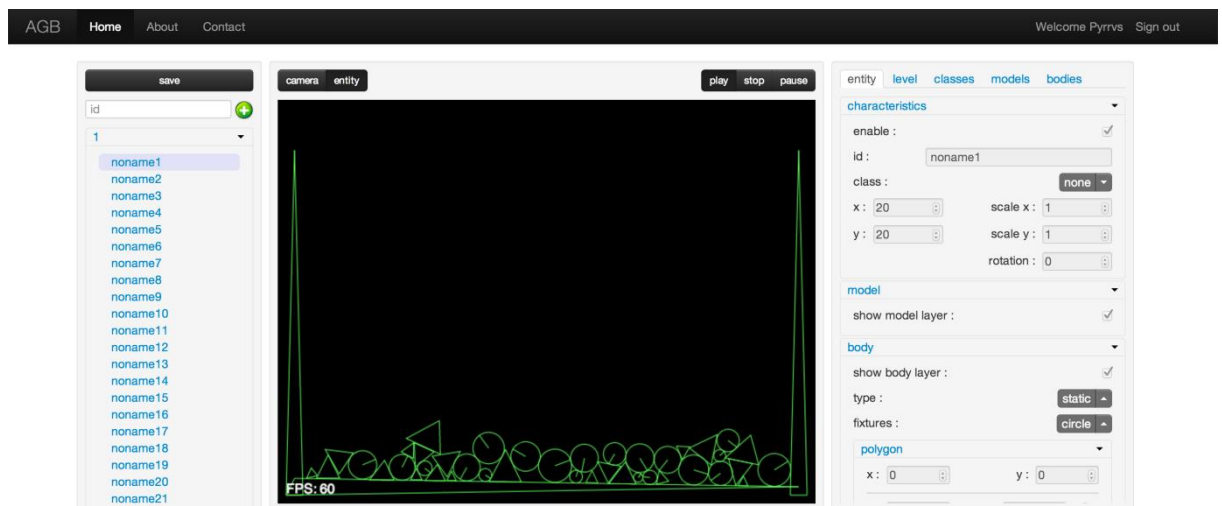 AGB Home About Contact Welcome Pyrrvs Sign out
save
id
1
noname1
noname2
noname3
noname4
noname5
noname6
noname7
noname8
noname9
noname10
noname11
noname12
noname13
noname14
noname15
noname16
noname17
noname18
noname19
noname20
noname21
camera entity play stop pause
FPS: 60
entity level classes models bodies
characteristics
enable :
id : noname1
class : none
x : 20 scale x : 1
y : 20 scale y : 1
rotation : 0
model
show model layer :
body
show body layer :
type : static
fixtures : circle
polygon
x : 0 y : 0